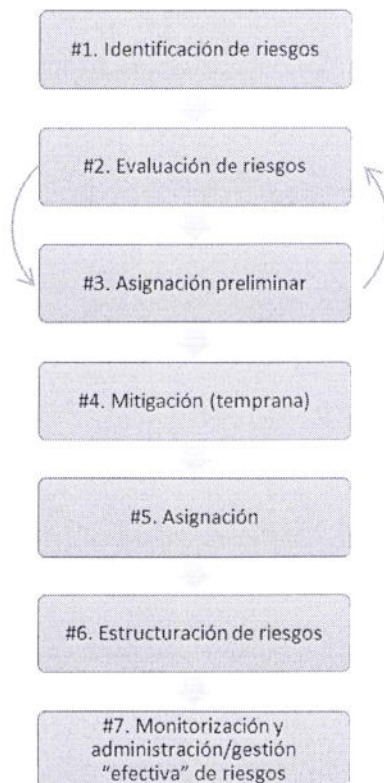 #1. Identificación de riesgos
#2. Evaluación de riesgos
#3. Asignación preliminar
#4. Mitigación (temprana)
#5. Asignación
#6. Estructuración de riesgos
#7. Monitorización y
administración/gestión
"efectiva" de riesgos